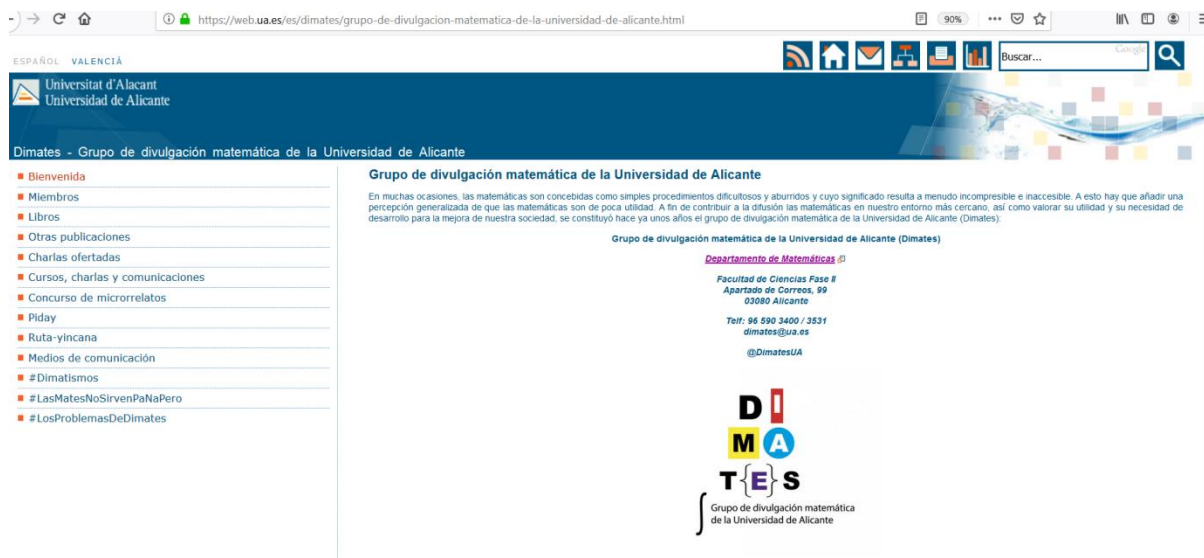 https://web.ua.es/es/dimates/grupo-de-divulgacion-matematica-de-la-universidad-de-alicante.html
90%
ESPAÑOL VALENCIÀ
Buscar...
Google
Universitat d'Alacant
Universidad de Alicante
Dimates - Grupo de divulgación matemática de la Universidad de Alicante
Bienvenida
Miembros
Libros
Otras publicaciones
Charlas ofertadas
Cursos, charlas y comunicaciones
Concurso de microrrelatos
Piday
Ruta-yincana
Medios de comunicación
#Dimatismos
#LasMatesNoSirvenPaNaPero
#LosProblemasDeDimates
Grupo de divulgación matemática de la Universidad de Alicante
En muchas ocasiones, las matemáticas son concebidas como simples procedimientos dificultosos y aburridos y cuyo significado resulta a menudo incompresible e inaccesible. A esto hay que añadir una
percepción generalizada de que las matemáticas son de poca utilidad. A fin de contribuir a la difusión las matemáticas en nuestro entorno más cercano, así como valorar su utilidad y su necesidad de
desarrollo para la mejora de nuestra sociedad, se constituyó hace ya unos años el grupo de divulgación matemática de la Universidad de Alicante (Dimates):
Grupo de divulgación matemática de la Universidad de Alicante (Dimates)
Departamento de Matemáticas
Facultad de Ciencias Fase II
Apartado de Correos, 99
03080 Alicante
Telf: 96 590 3400 / 3531
dimates@ua.es
@DimatesUA
DI
MA
T{E}S
Grupo de divulgación matemática
de la Universidad de Alicante